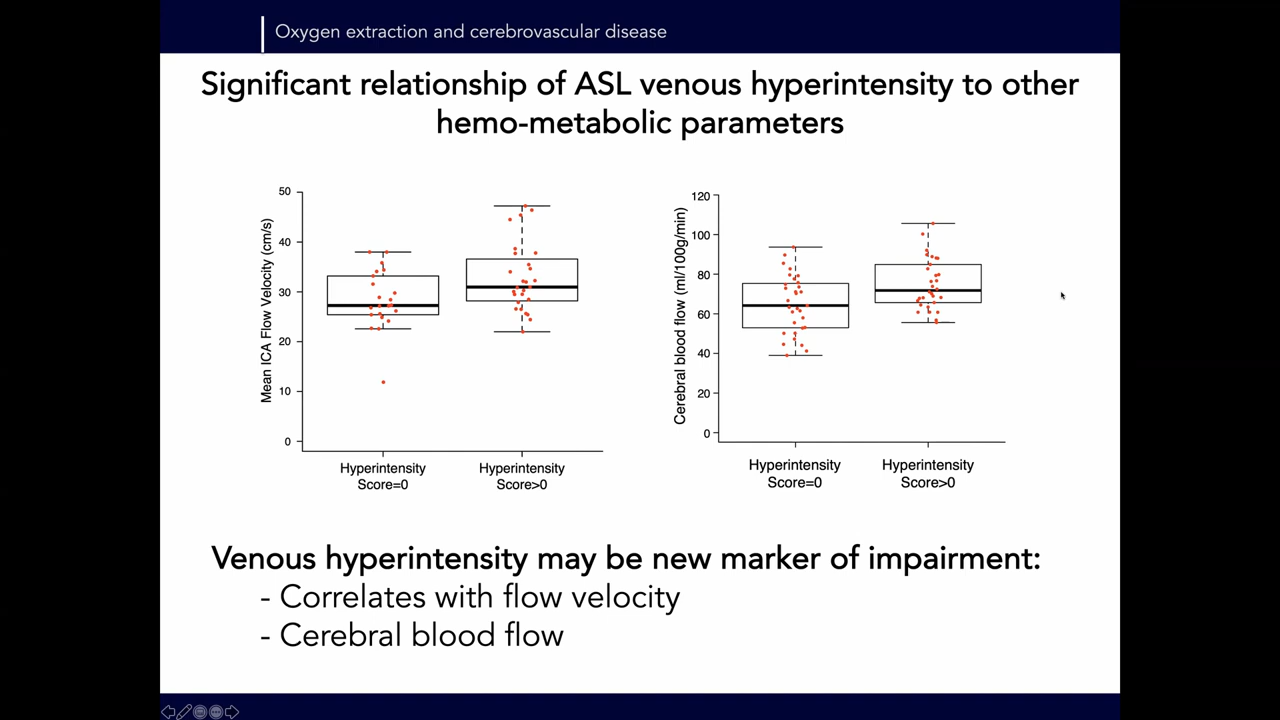 Oxygen extraction and cerebrovascular disease
Significant relationship of ASL venous hyperintensity to other
hemo-metabolic parameters
Mean ICA Flow Velocity (cm/s)
50
40
30
20
10
0
Hyperintensity
Score=0
Hyperintensity
Score>0
Cerebral blood flow (ml/100g/min)
120
100
80
60
40
20
0
Hyperintensity
Score=0
Hyperintensity
Score>0
Venous hyperintensity may be new marker of impairment:
- Correlates with flow velocity
- Cerebral blood flow